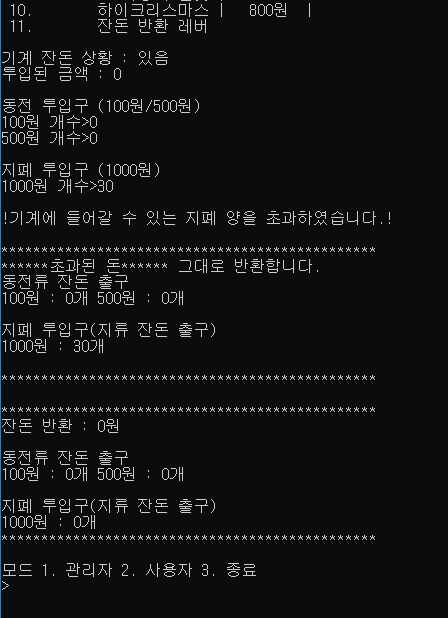 10. 하이크리스마스 | 800원 |
11. 잔돈 반환 레버
기계 잔돈 상황 : 있음
투입된 금액 : 0
동전 투입구 (100원/500원)
100원 개수>0
500원 개수>0
지폐 투입구 (1000원)
1000원 개수>30
!기계에 들어갈 수 있는 지폐 양을 초과하였습니다.!
***********************************************
******초과된 돈****** 그대로 반환합니다.
동전류 잔돈 출구
100원 : 0개 500원 : 0개
지폐 투입구(지류 잔돈 출구)
1000원 : 30개
***********************************************
***********************************************
잔돈 반환 : 0원
동전류 잔돈 출구
100원 : 0개 500원 : 0개
지폐 투입구(지류 잔돈 출구)
1000원 : 0개
***********************************************
모드 1. 관리자 2. 사용자 3. 종료
>